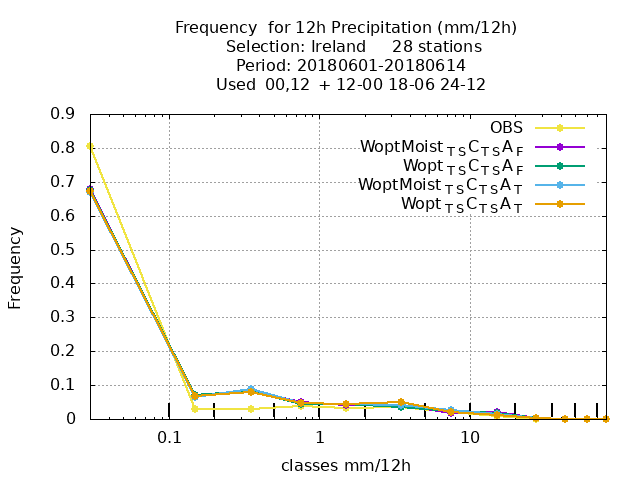 Frequency  for 12h Precipitation (mm/12h)
Selection: Ireland     28 stations
Period: 20180601-20180614
Used  00,12  + 12-00 18-06 24-12
OBS
WoptMoist TS C TS A F
Wopt TS C TS A F
WoptMoist TS C TS A T
Wopt TS C TS A T
0.9
0.8
0.7
0.6
0.5
0.4
0.3
0.2
0.1
0
Frequency
0.1 1 10
classes mm/12h